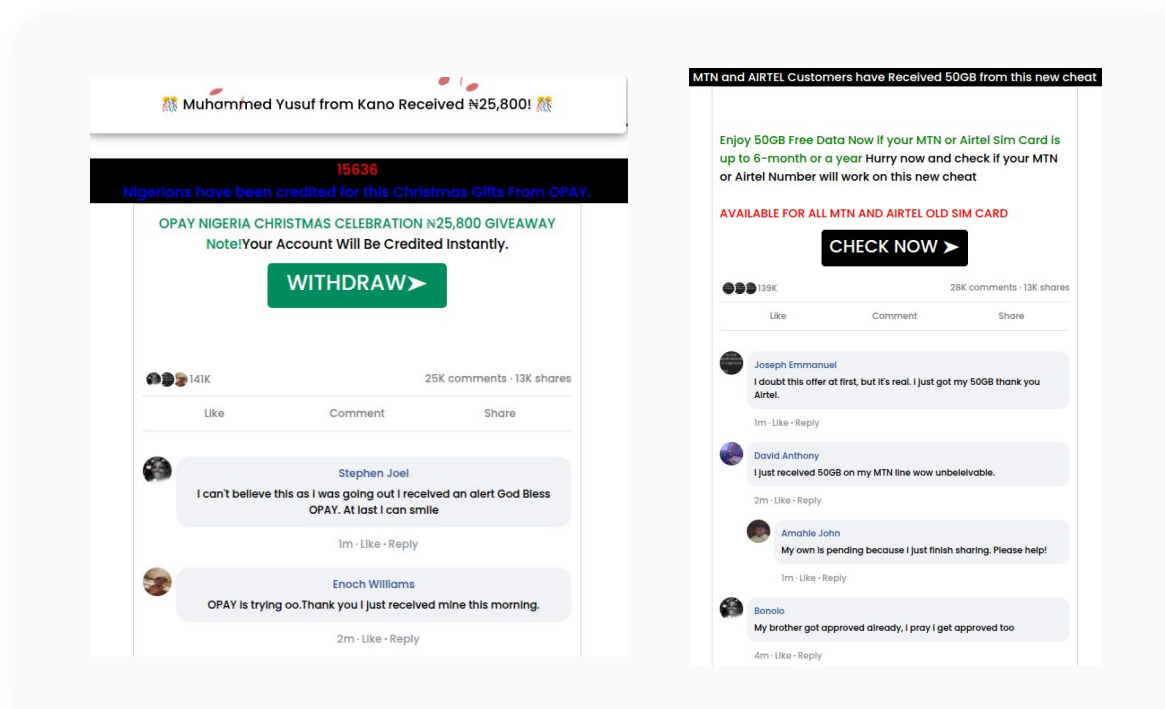 🎊 Muhammed Yusuf from Kano Received ₦25,800! 🎊
15636
Nigerians have been credited for this Christmas Gifts From OPAY.
OPAY NIGERIA CHRISTMAS CELEBRATION ₦25,800 GIVEAWAY
Note!Your Account Will Be Credited Instantly.
WITHDRAW➤
141K
25K comments · 13K shares
Like
Comment
Share
Stephen Joel
I can't believe this as I was going out I received an alert God Bless
OPAY. At last I can smile
1m · Like · Reply
Enoch Williams
OPAY is trying oo.Thank you I just received mine this morning.
2m · Like · Reply
MTN and AIRTEL Customers have Received 50GB from this new cheat
Enjoy 50GB Free Data Now if your MTN or Airtel Sim Card is
up to 6-month or a year Hurry now and check if your MTN
or Airtel Number will work on this new cheat
AVAILABLE FOR ALL MTN AND AIRTEL OLD SIM CARD
CHECK NOW ➤
139K
28K comments · 13K shares
Like
Comment
Share
Joseph Emmanuel
I doubt this offer at first, but it's real. i just got my 50GB thank you
Airtel.
1m · Like · Reply
David Anthony
I just received 50GB on my MTN line wow unbeleivable.
2m · Like · Reply
Amahle John
My own is pending because i just finish sharing. Please help!
1m · Like · Reply
Bonolo
My brother got approved already, i pray i get approved too
4m · Like · Reply